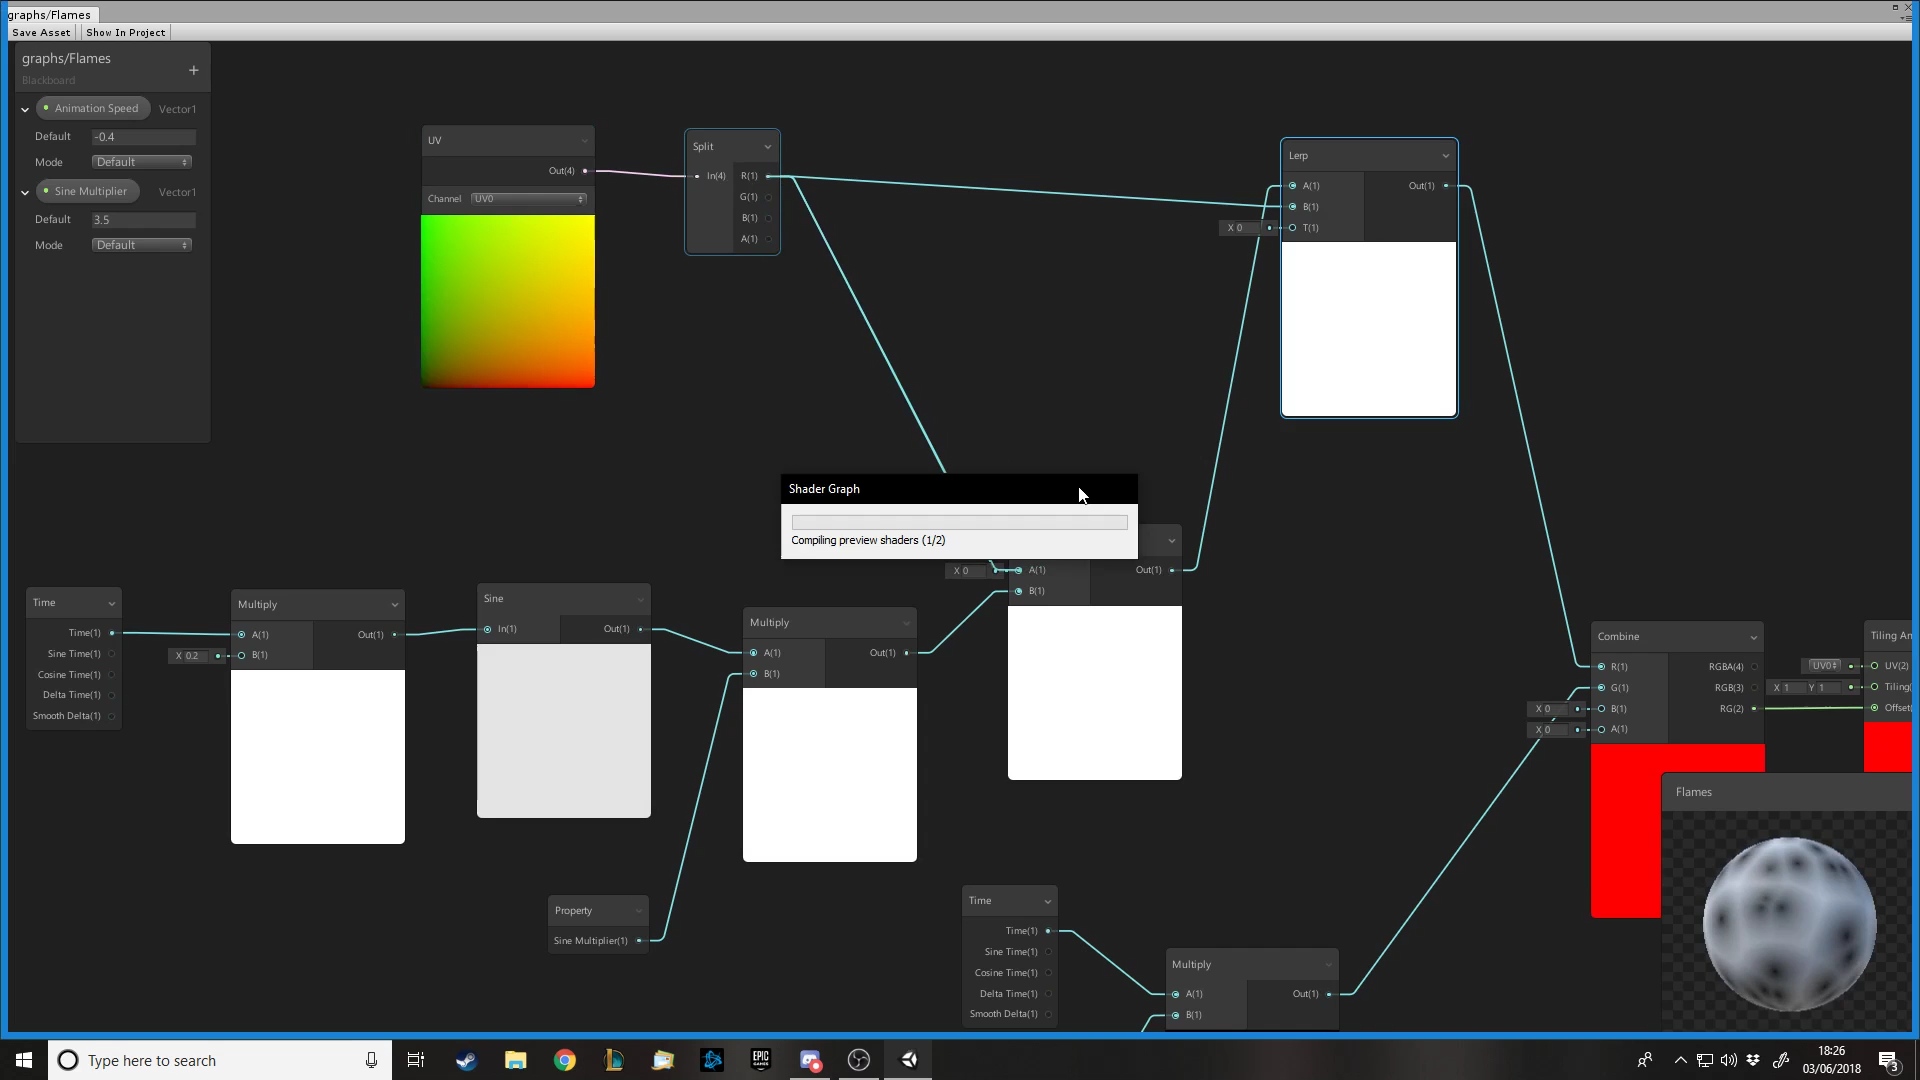 graphs/Flames
Save Asset
Show In Project
graphs/Flames
Blackboard
Animation Speed
Vector1
Default
-0.4
Mode
Default
Sine Multiplier
Vector1
Default
3.5
Mode
Default
UV
Out(4)
Channel
UV0
Split
In(4)
R(1)
G(1)
B(1)
A(1)
Lerp
A(1)
Out(1)
B(1)
X 0
T(1)
Shader Graph
Compiling preview shaders (1/2)
X 0
A(1)
Out(1)
B(1)
Time
Time(1)
Sine Time(1)
Cosine Time(1)
Delta Time(1)
Smooth Delta(1)
Multiply
A(1)
Out(1)
X 0.2
B(1)
Sine
In(1)
Out(1)
Multiply
A(1)
Out(1)
B(1)
Property
Sine Multiplier(1)
Combine
R(1)
RGBA(4)
G(1)
RGB(3)
X 0
B(1)
RG(2)
X 0
A(1)
Tiling An
UV0
UV(2)
X 1 Y 1
Tiling(
Offset(
Flames
Time
Time(1)
Sine Time(1)
Cosine Time(1)
Delta Time(1)
Smooth Delta(1)
Multiply
A(1)
Out(1)
B(1)
Type here to search
EPIC
GAMES
18:26
03/06/2018
3